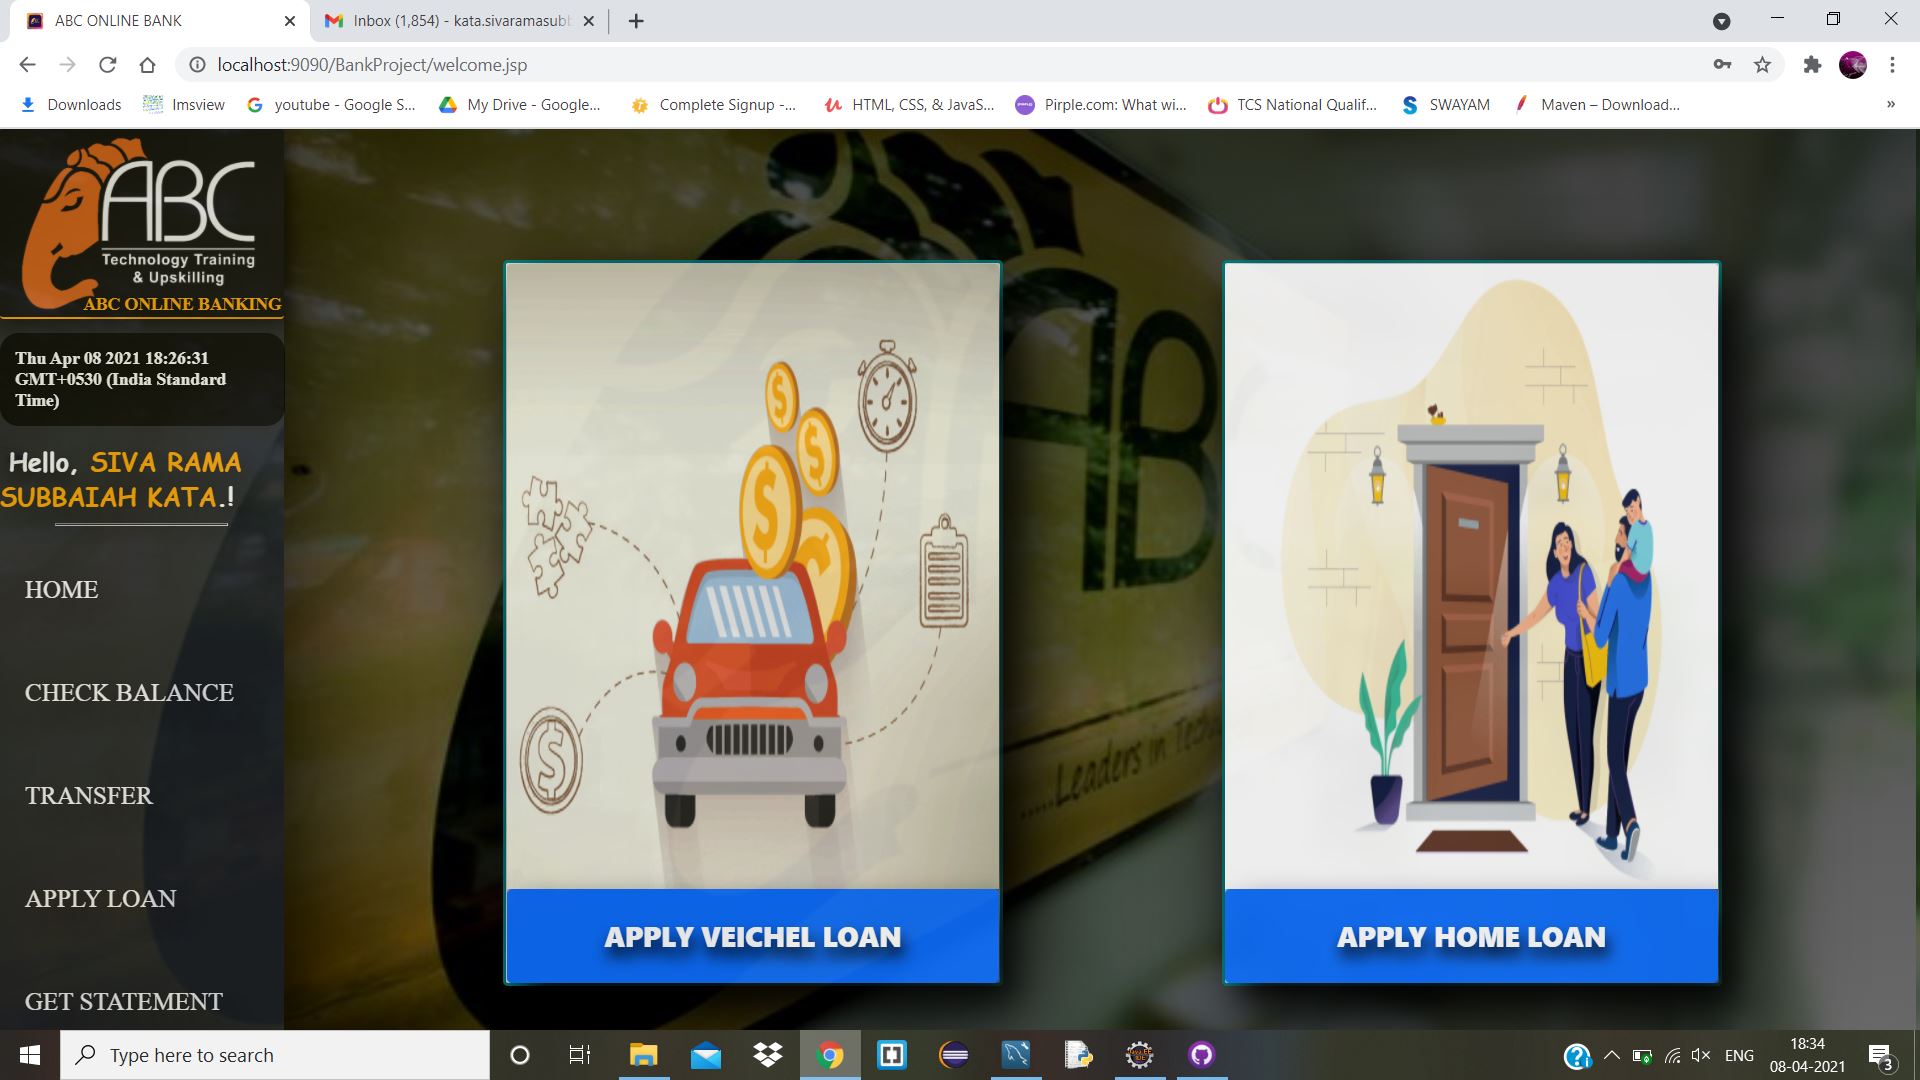 ABC ONLINE BANK
Inbox (1,854) - kata.sivaramasubb
localhost:9090/BankProject/welcome.jsp
Downloads
Imsview
youtube - Google S...
My Drive - Google...
Complete Signup -...
HTML, CSS, & JavaS...
Pirple.com: What wi...
TCS National Qualif...
SWAYAM
Maven – Download...
»
ABC
Technology Training
& Upskilling
ABC ONLINE BANKING
Thu Apr 08 2021 18:26:31
GMT+0530 (India Standard
Time)
Hello, SIVA RAMA
SUBBAIAH KATA.!
HOME
CHECK BALANCE
TRANSFER
APPLY LOAN
GET STATEMENT
AB
.....Leaders in
APPLY VEICHEL LOAN
APPLY HOME LOAN
Type here to search
ENG
18:34
08-04-2021
3